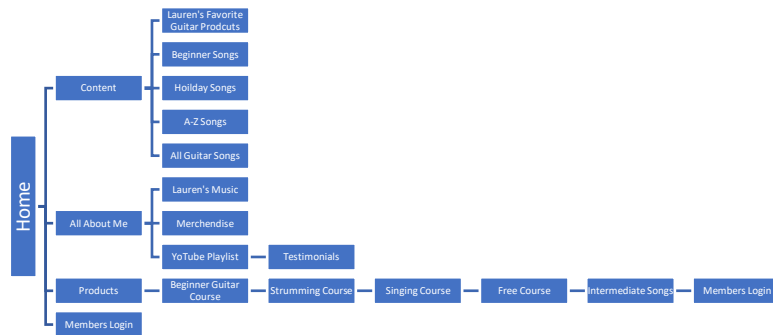 Lauren's Favorite
Guitar Prodcuts
Beginner Songs
Content
Hoilday Songs
A-Z Songs
All Guitar Songs
Home
Lauren's Music
All About Me
Merchendise
YoTube Playlist
Testimonials
Products
Beginner Guitar
Course
Strumming Course
Singing Course
Free Course
Intermediate Songs
Members Login
Members Login